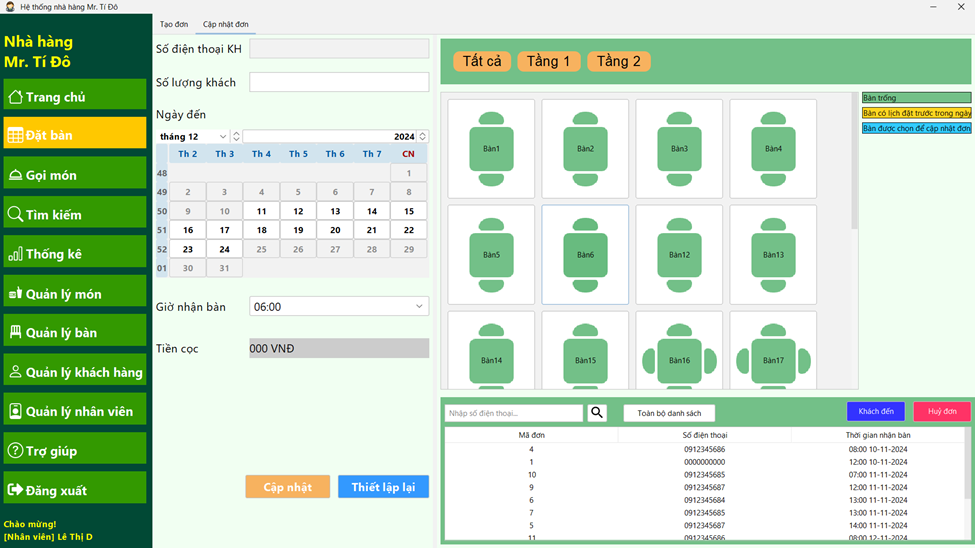 Hệ thống nhà hàng Mr. Tí Đô
Nhà hàng
Mr. Tí Đô
Trang chủ
Đặt bàn
Gọi món
Tìm kiếm
Thống kê
Quản lý món
Quản lý bàn
Quản lý khách hàng
Quản lý nhân viên
Trợ giúp
Đăng xuất
Chào mừng!
[Nhân viên] Lê Thị D
Tạo đơn Cập nhật đơn
Số điện thoại KH
Số lượng khách
Ngày đến
tháng 12 2024
Th 2 Th 3 Th 4 Th 5 Th 6 Th 7 CN
48 1
49 2 3 4 5 6 7 8
50 9 10 11 12 13 14 15
51 16 17 18 19 20 21 22
52 23 24 25 26 27 28 29
01 30 31
Giờ nhận bàn 06:00
Tiền cọc 000 VNĐ
Cập nhật Thiết lập lại
Tất cả Tầng 1 Tầng 2
Bàn1 Bàn2 Bàn3 Bàn4
Bàn5 Bàn6 Bàn12 Bàn13
Bàn14 Bàn15 Bàn16 Bàn17
Bàn trống
Bàn có lịch đặt trước trong ngày
Bàn được chọn để cập nhật đơn
Nhập số điện thoại... Toàn bộ danh sách Khách đến Huỷ đơn
Mã đơn Số điện thoại Thời gian nhận bàn
4 0912345686 08:00 10-11-2024
1 0000000000 12:00 10-11-2024
10 0912345685 07:00 11-11-2024
9 0912345687 12:00 11-11-2024
6 0912345684 13:00 11-11-2024
7 0912345685 13:00 11-11-2024
5 0912345687 14:00 11-11-2024
11 0912345686 08:00 12-11-2024